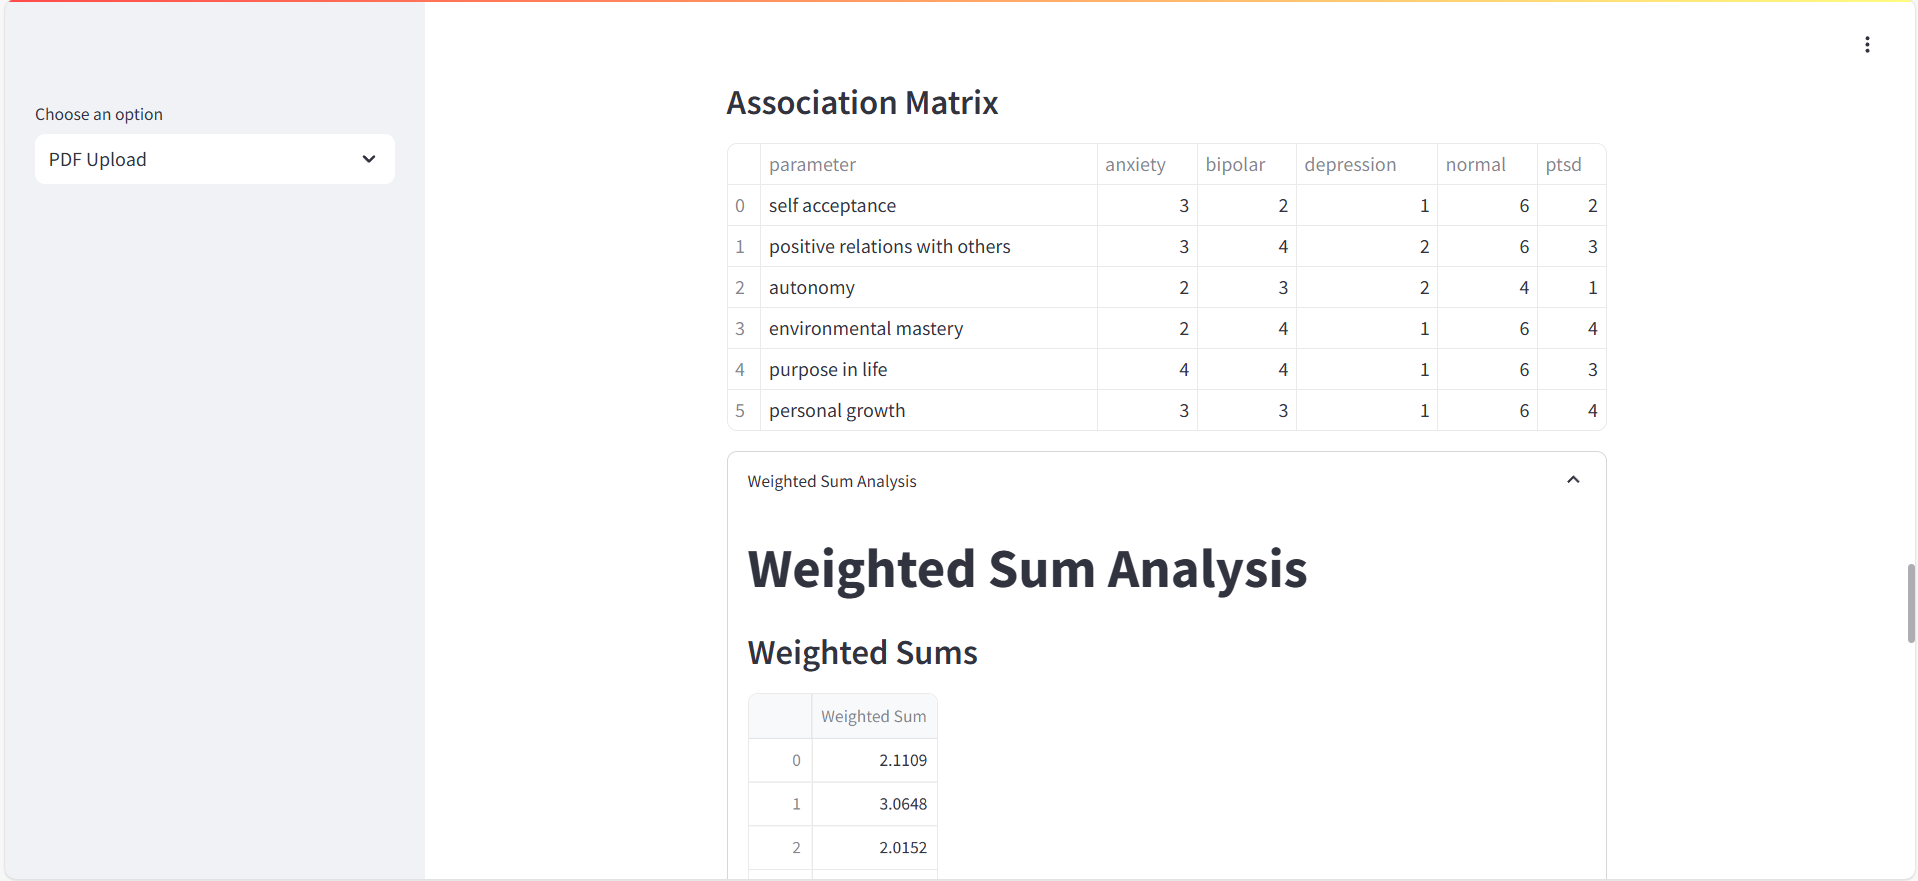 Choose an option
PDF Upload
Association Matrix
parameter anxiety bipolar depression normal ptsd
0 self acceptance 3 2 1 6 2
1 positive relations with others 3 4 2 6 3
2 autonomy 2 3 2 4 1
3 environmental mastery 2 4 1 6 4
4 purpose in life 4 4 1 6 3
5 personal growth 3 3 1 6 4
Weighted Sum Analysis
Weighted Sum Analysis
Weighted Sums
Weighted Sum
0 2.1109
1 3.0648
2 2.0152